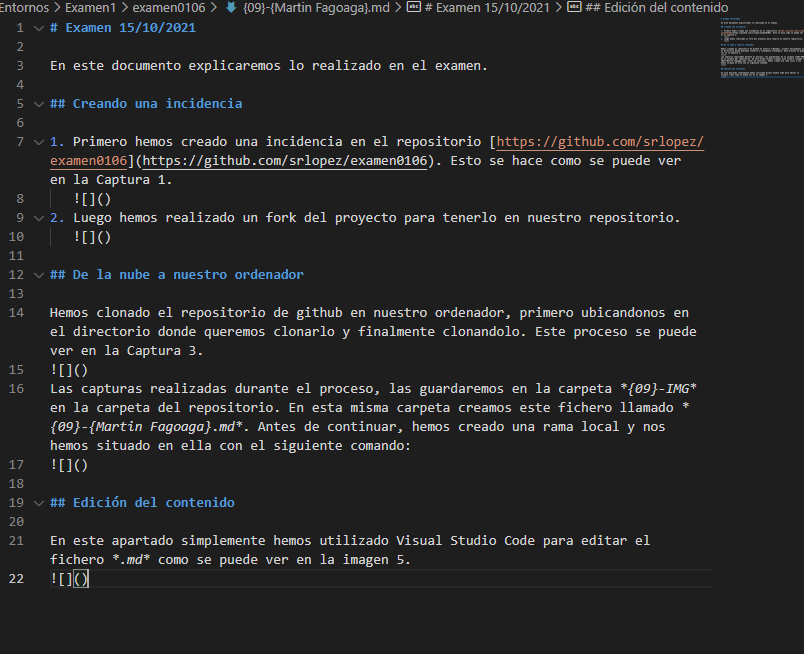 Entornos > Examen1 > examen0106 > {09}-{Martin Fagoaga}.md > # Examen 15/10/2021 > ## Edición del contenido
1 # Examen 15/10/2021
2
3 En este documento explicaremos lo realizado en el examen.
4
5 ## Creando una incidencia
6
7 1. Primero hemos creado una incidencia en el repositorio [https://github.com/srlopez/
examen0106](https://github.com/srlopez/examen0106). Esto se hace como se puede ver
en la Captura 1.
8 ![]()
9 2. Luego hemos realizado un fork del proyecto para tenerlo en nuestro repositorio.
10 ![]()
11
12 ## De la nube a nuestro ordenador
13
14 Hemos clonado el repositorio de github en nuestro ordenador, primero ubicandonos en
el directorio donde queremos clonarlo y finalmente clonandolo. Este proceso se puede
ver en la Captura 3.
15 ![]()
16 Las capturas realizadas durante el proceso, las guardaremos en la carpeta *{09}-IMG*
en la carpeta del repositorio. En esta misma carpeta creamos este fichero llamado *
{09}-{Martin Fagoaga}.md*. Antes de continuar, hemos creado una rama local y nos
hemos situado en ella con el siguiente comando:
17 ![]()
18
19 ## Edición del contenido
20
21 En este apartado simplemente hemos utilizado Visual Studio Code para editar el
fichero *.md* como se puede ver en la imagen 5.
22 ![]()